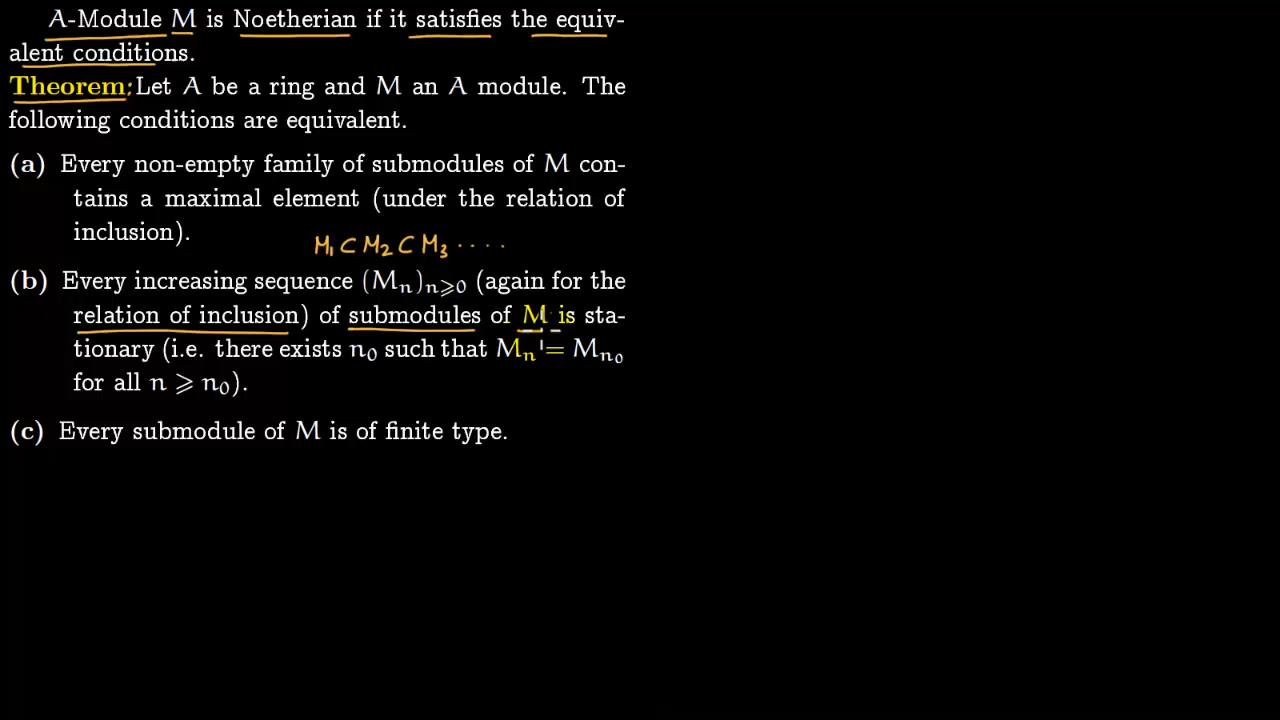 A-Module M is Noetherian if it satisfies the equiv-
alent conditions.
Theorem: Let A be a ring and M an A module. The
following conditions are equivalent.
(a) Every non-empty family of submodules of M con-
tains a maximal element (under the relation of
inclusion).
M₁ ⊂ M₂ ⊂ M₃ ....
(b) Every increasing sequence (Mₙ)ₙ⩾₀ (again for the
relation of inclusion) of submodules of M is sta-
tionary (i.e. there exists n₀ such that Mₙ = Mₙ₀
for all n ⩾ n₀).
(c) Every submodule of M is of finite type.